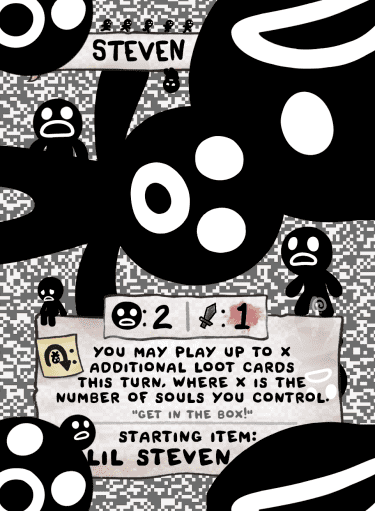 STEVEN
:2 :1
YOU MAY PLAY UP TO X
ADDITIONAL LOOT CARDS
THIS TURN, WHERE X IS THE
NUMBER OF SOULS YOU CONTROL.
"GET IN THE BOX!"
STARTING ITEM:
LIL STEVEN